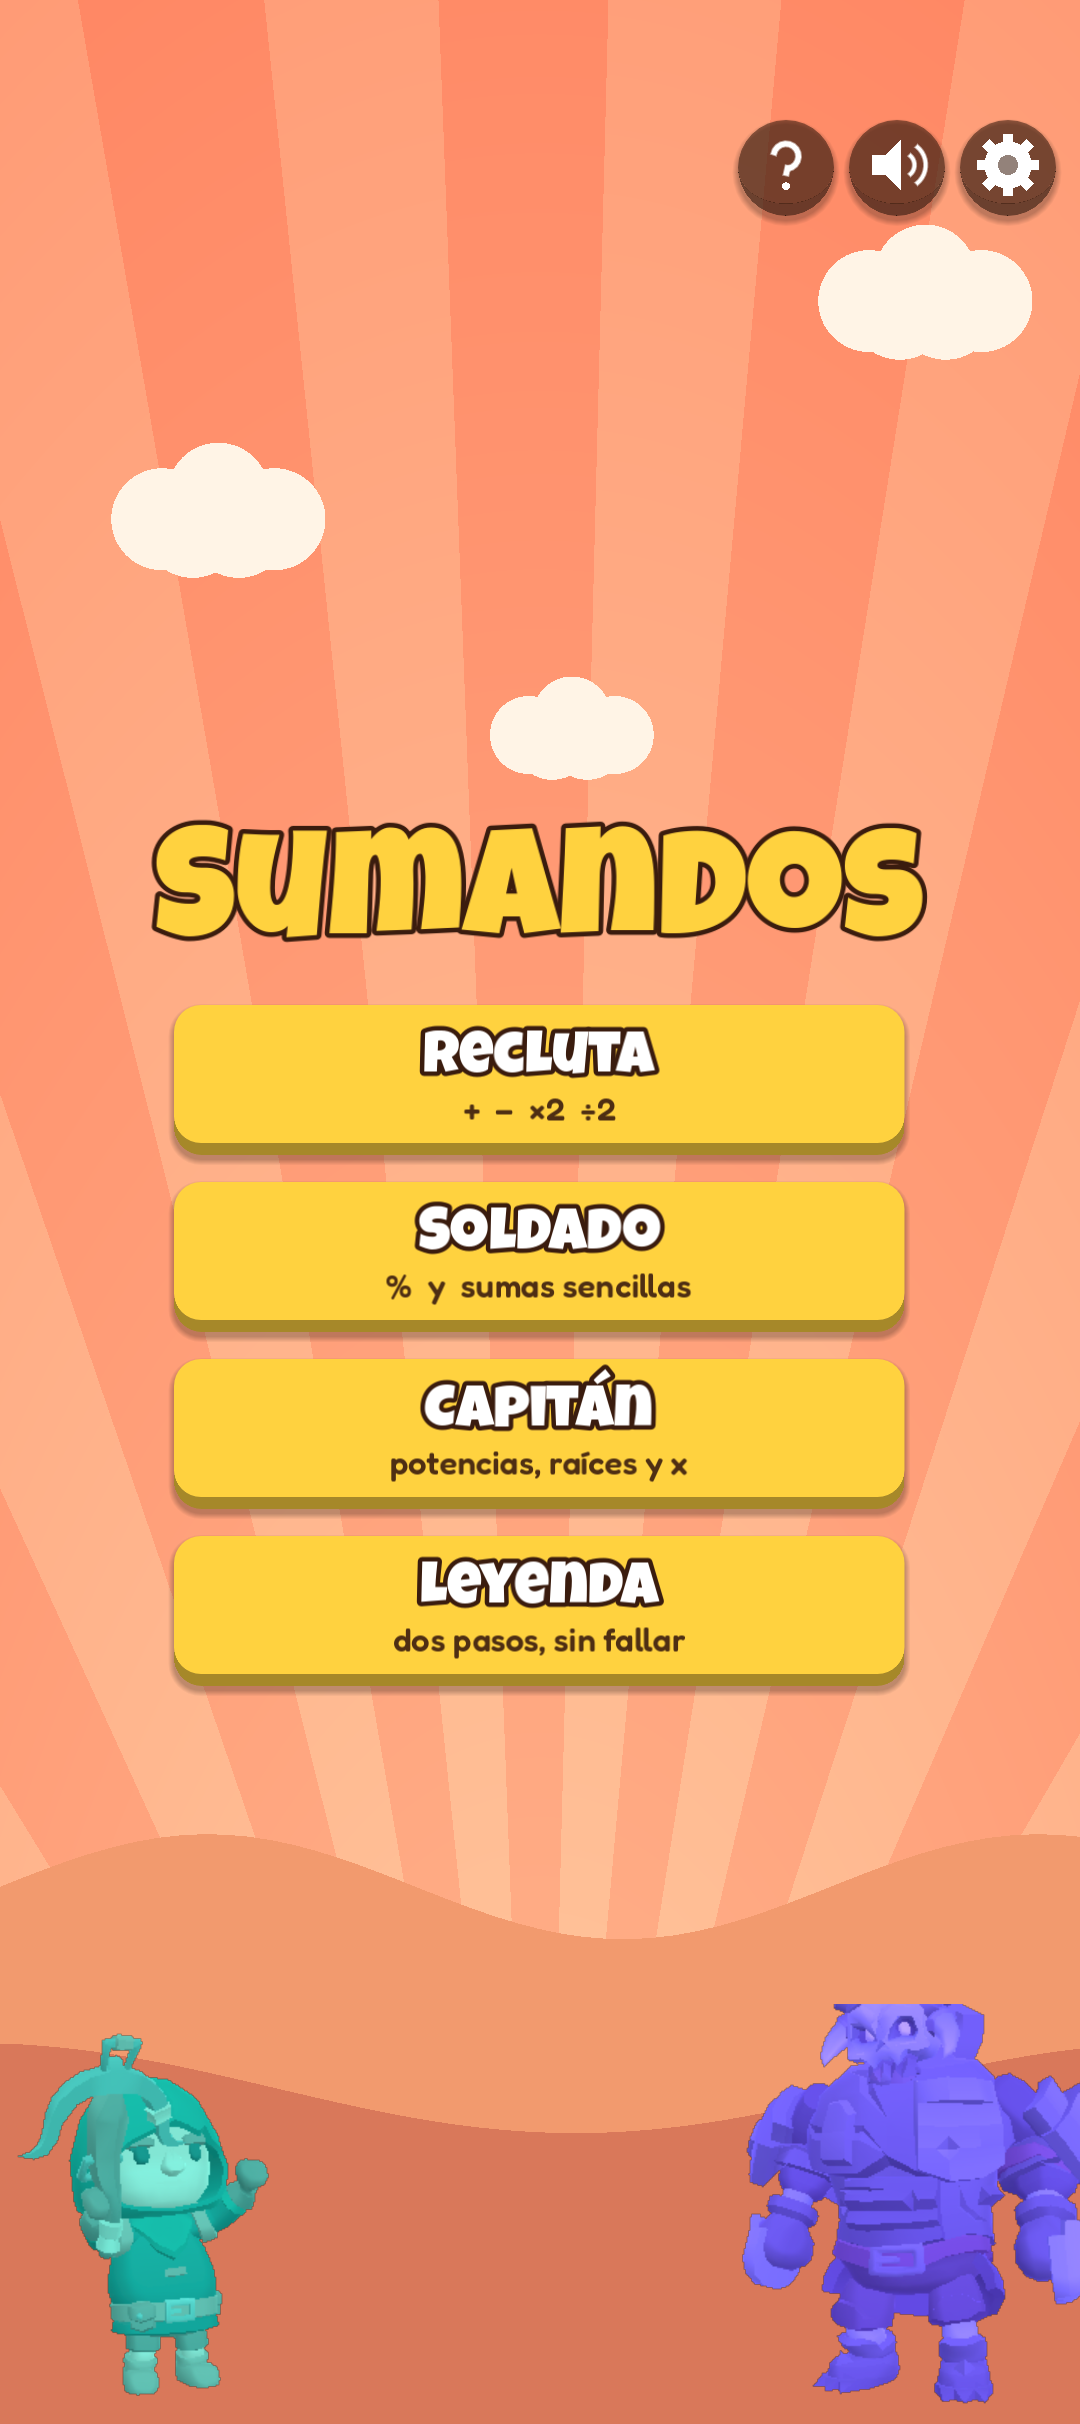 ?
SUMANDOS
RECLUTA
+ − ×2 ÷2
SOLDADO
% y sumas sencillas
CAPITÁN
potencias, raíces y x
LEYENDA
dos pasos, sin fallar